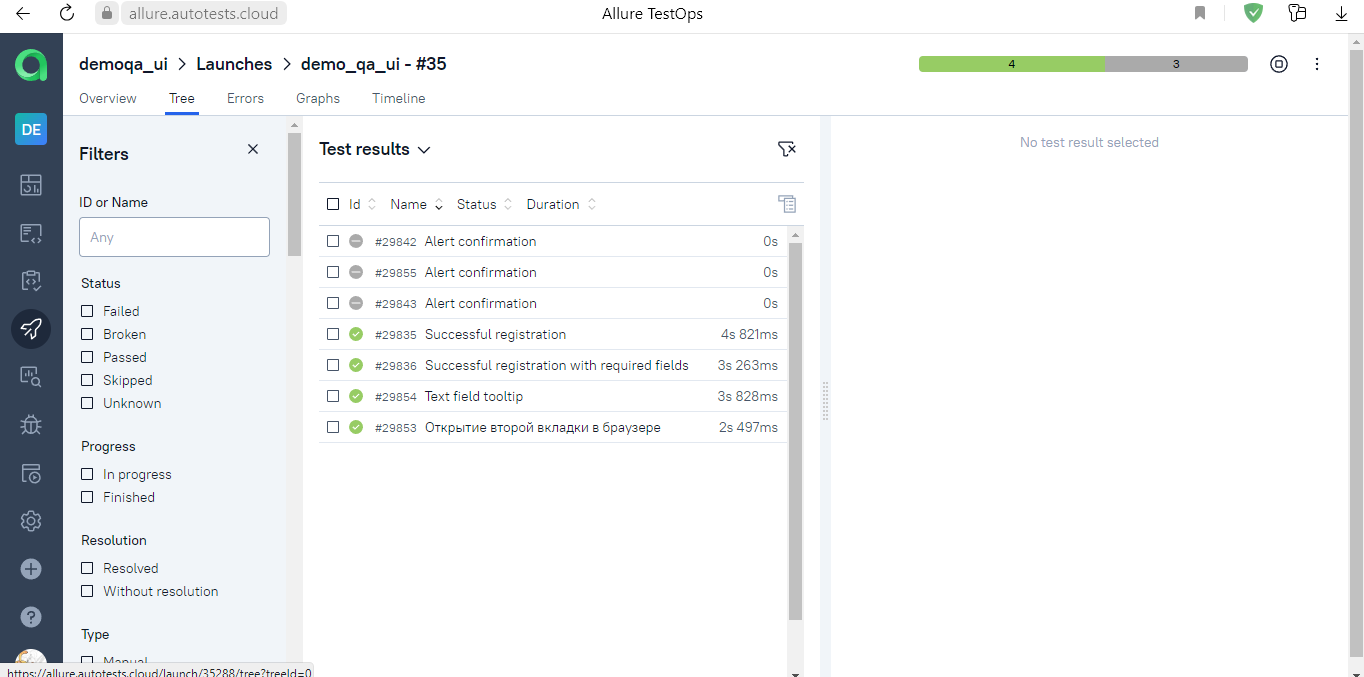 allure.autotests.cloud
Allure TestOps
demoqa_ui > Launches > demo_qa_ui - #35
4
3
Overview
Tree
Errors
Graphs
Timeline
DE
Filters
ID or Name
Any
Status
Failed
Broken
Passed
Skipped
Unknown
Progress
In progress
Finished
Resolution
Resolved
Without resolution
Type
Manual
Test results
Id Name Status Duration
#29842 Alert confirmation 0s
#29855 Alert confirmation 0s
#29843 Alert confirmation 0s
#29835 Successful registration 4s 821ms
#29836 Successful registration with required fields 3s 263ms
#29854 Text field tooltip 3s 828ms
#29853 Открытие второй вкладки в браузере 2s 497ms
No test result selected
https://allure.autotests.cloud/launch/35288/tree?treeId=0